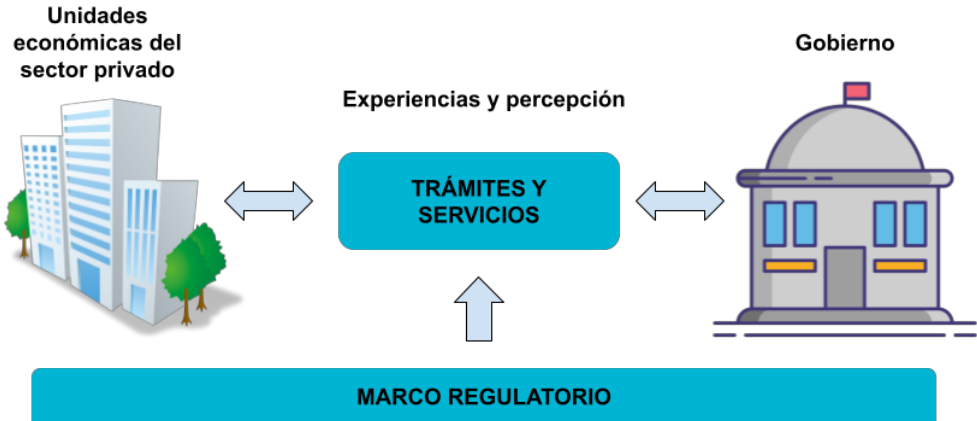 Unidades
económicas del
sector privado
Gobierno
Experiencias y percepción
TRÁMITES Y
SERVICIOS
MARCO REGULATORIO